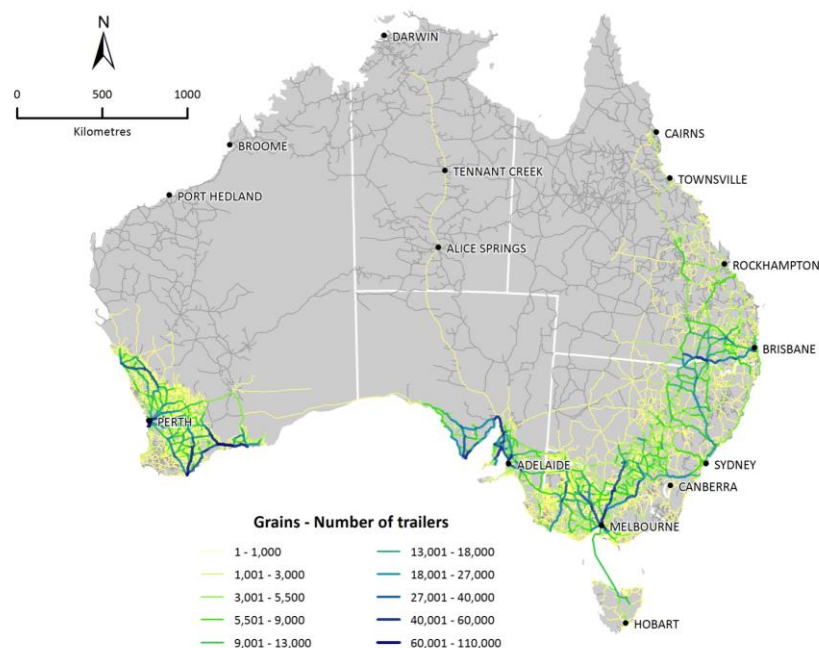 N
DARWIN
0 500 1000
Kilometres
CAIRNS
BROOME
TENNANT CREEK
TOWNSVILLE
PORT HEDLAND
ALICE SPRINGS
ROCKHAMPTON
BRISBANE
PERTH
ADELAIDE
SYDNEY
CANBERRA
MELBOURNE
Grains - Number of trailers
1 - 1,000
1,001 - 3,000
3,001 - 5,500
5,501 - 9,000
9,001 - 13,000
13,001 - 18,000
18,001 - 27,000
27,001 - 40,000
40,001 - 60,000
60,001 - 110,000
HOBART